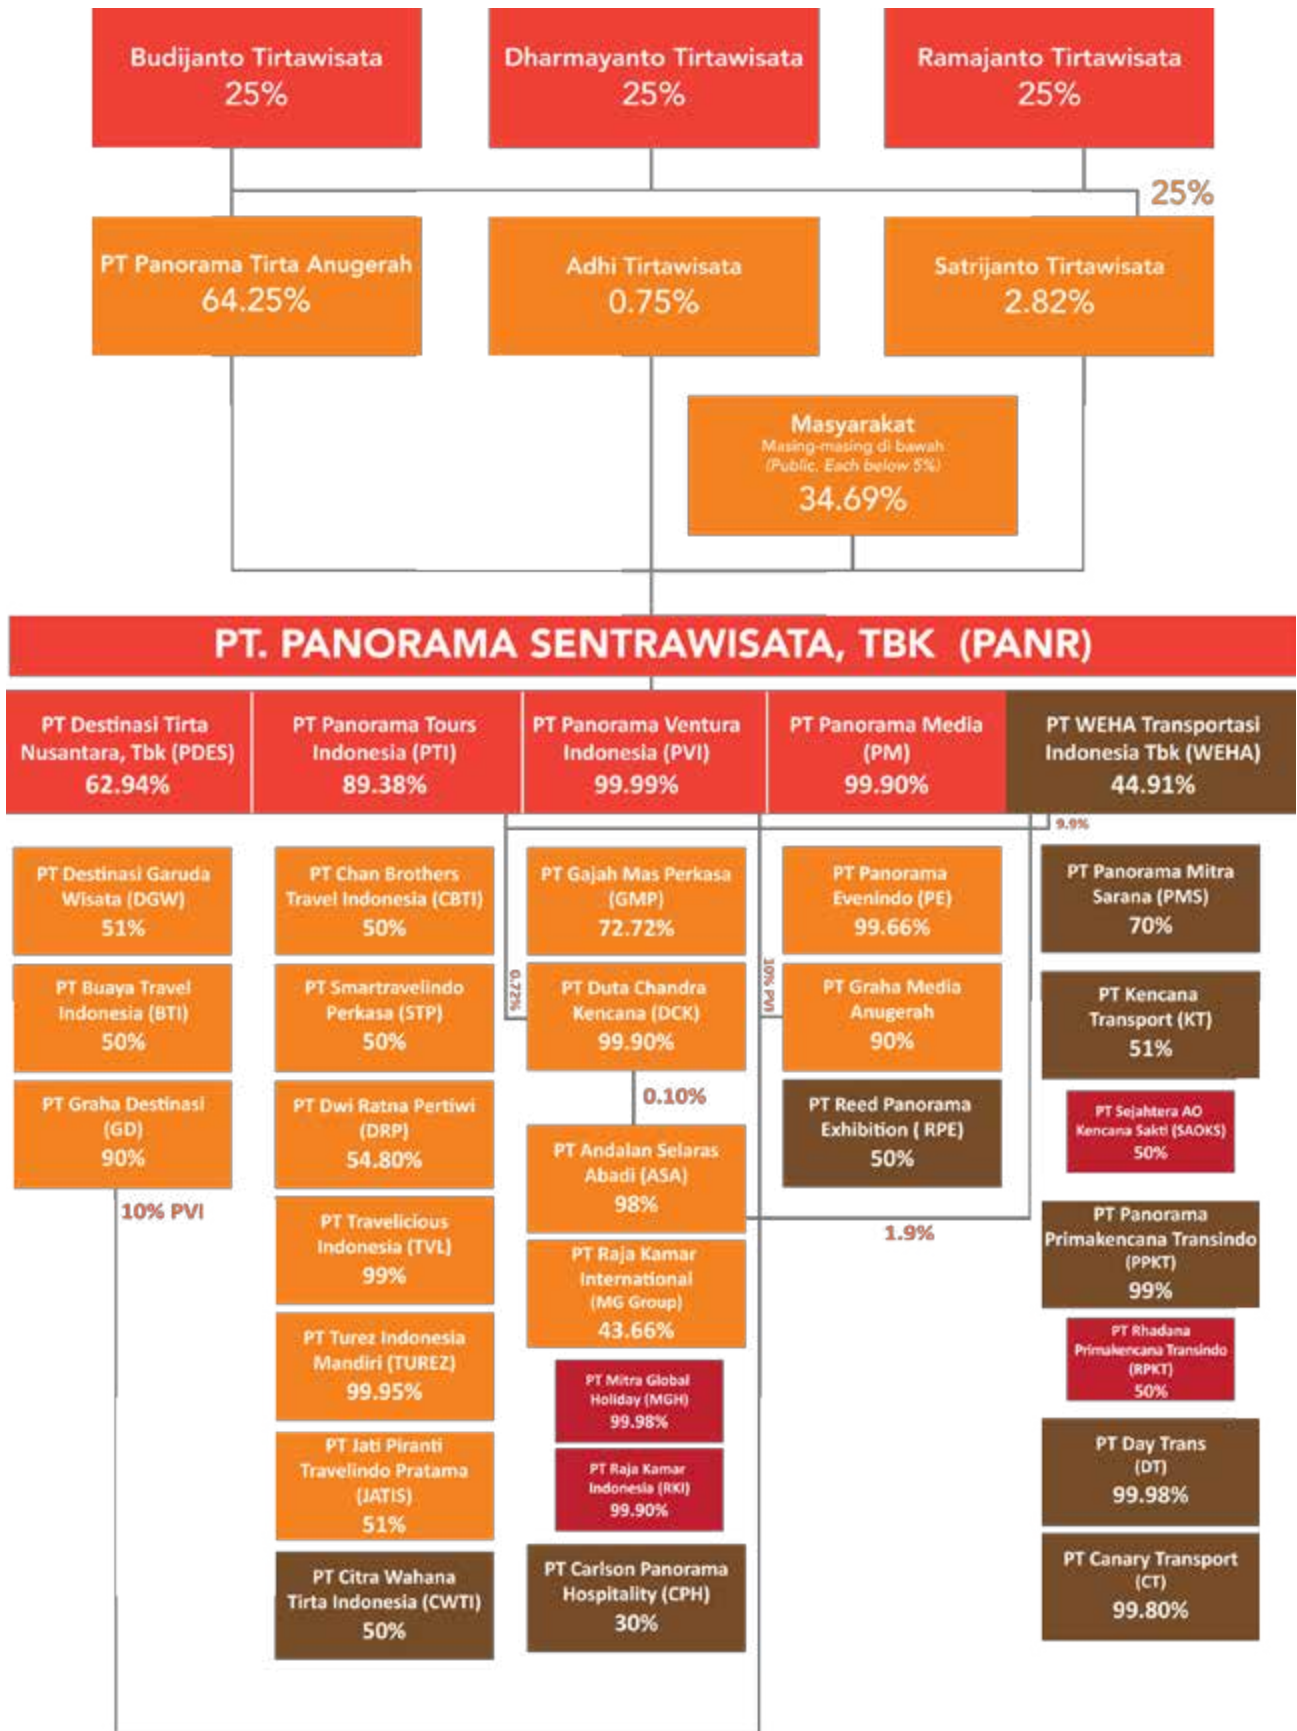 Budijanto Tirtawisata
25%
Dharmayanto Tirtawisata
25%
Ramajanto Tirtawisata
25%
25%
PT Panorama Tirta Anugerah
64.25%
Adhi Tirtawisata
0.75%
Satrijanto Tirtawisata
2.82%
Masyarakat
Masing-masing di bawah
(Public. Each below 5%)
34.69%
PT. PANORAMA SENTRAWISATA, TBK (PANR)
PT Destinasi Tirta
Nusantara, Tbk (PDES)
62.94%
PT Panorama Tours
Indonesia (PTI)
89.38%
PT Panorama Ventura
Indonesia (PVI)
99.99%
PT Panorama Media
(PM)
99.90%
PT WEHA Transportasi
Indonesia Tbk (WEHA)
44.91%
9.9%
PT Destinasi Garuda
Wisata (DGW)
51%
PT Buaya Travel
Indonesia (BTI)
50%
PT Graha Destinasi
(GD)
90%
10% PVI
PT Chan Brothers
Travel Indonesia (CBTI)
50%
PT Smartravelindo
Perkasa (STP)
50%
PT Dwi Ratna Pertiwi
(DRP)
54.80%
PT Travelicious
Indonesia (TVL)
99%
PT Turez Indonesia
Mandiri (TUREZ)
99.95%
PT Jati Piranti
Travelindo Pratama
(JATIS)
51%
PT Citra Wahana
Tirta Indonesia (CWTI)
50%
0.72%
PT Gajah Mas Perkasa
(GMP)
72.72%
PT Duta Chandra
Kencana (DCK)
99.90%
0.10%
PT Andalan Selaras
Abadi (ASA)
98%
1.9%
PT Raja Kamar
International
(MG Group)
43.66%
PT Mitra Global
Holiday (MGH)
99.98%
PT Raja Kamar
Indonesia (RKI)
99.90%
PT Carlson Panorama
Hospitality (CPH)
30%
10% PVI
PT Panorama
Evenindo (PE)
99.66%
PT Graha Media
Anugerah
90%
PT Reed Panorama
Exhibition ( RPE)
50%
PT Panorama Mitra
Sarana (PMS)
70%
PT Kencana
Transport (KT)
51%
PT Sejahtera AO
Kencana Sakti (SAOKS)
50%
PT Panorama
Primakencana Transindo
(PPKT)
99%
PT Rhadana
Primakencana Transindo
(RPKT)
50%
PT Day Trans
(DT)
99.98%
PT Canary Transport
(CT)
99.80%